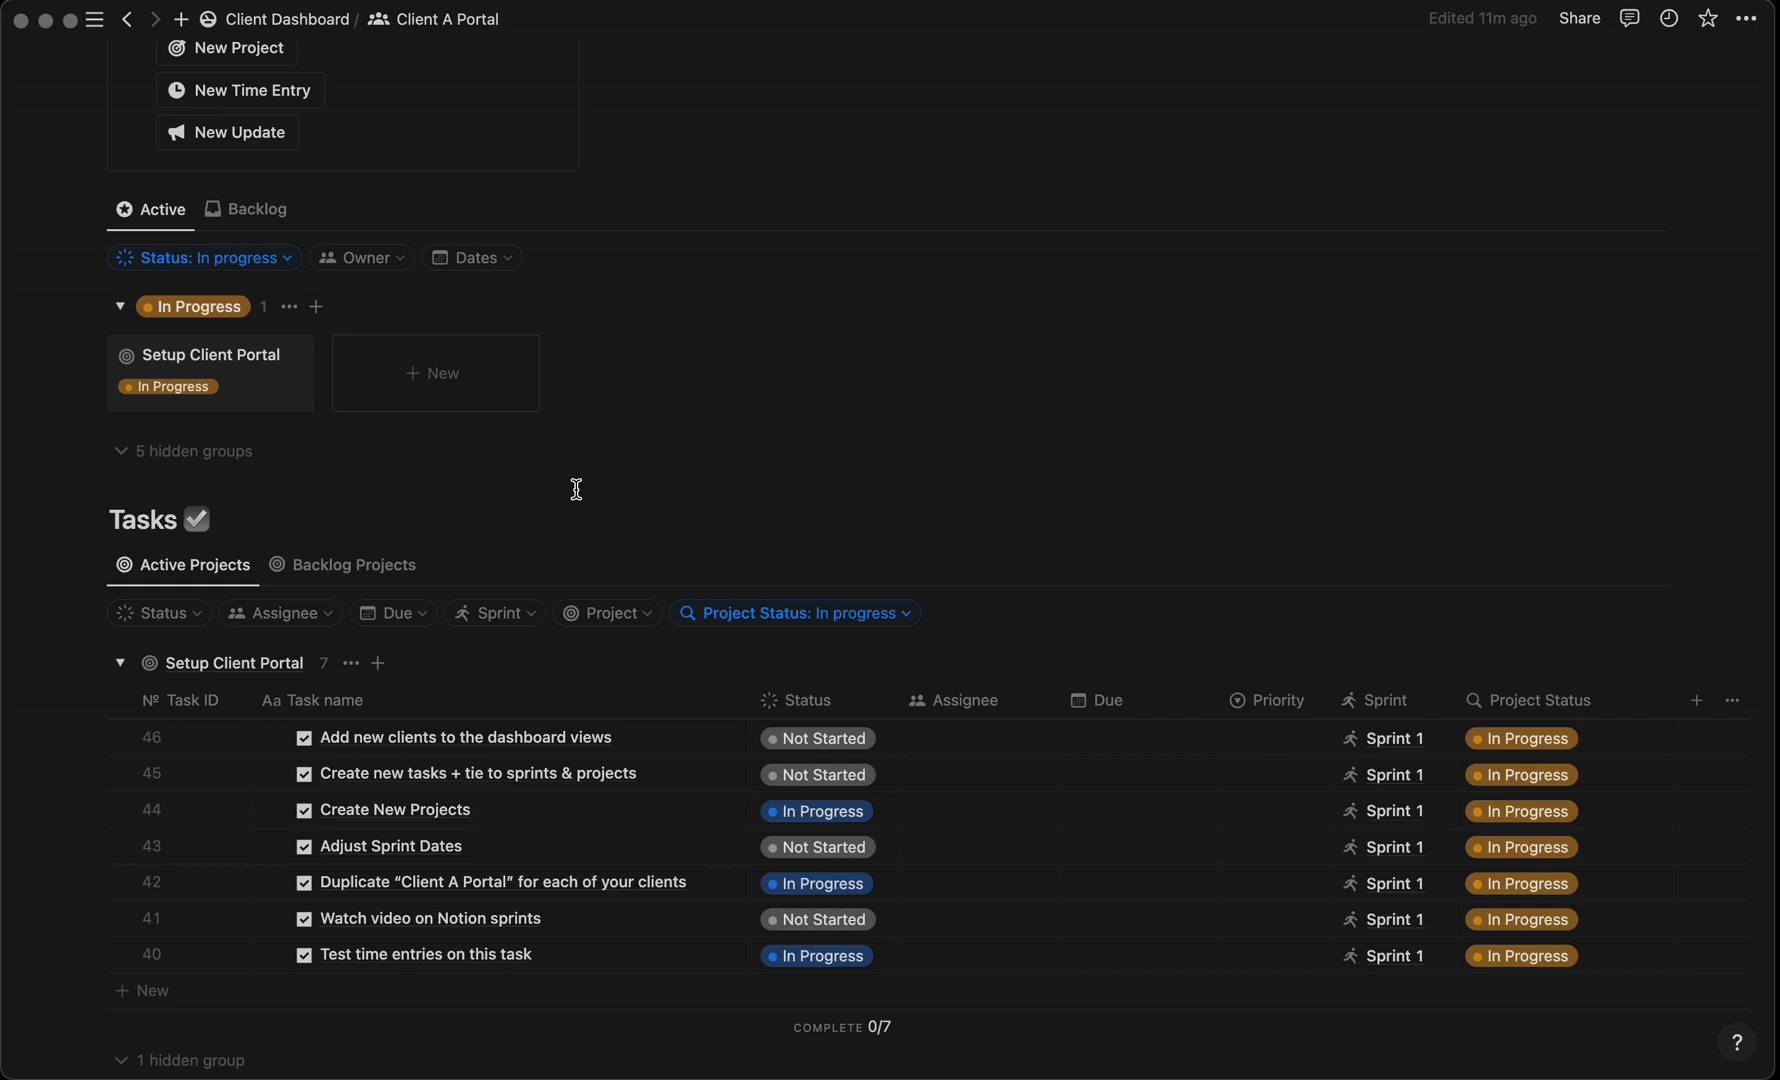 Client Dashboard / Client A Portal
Edited 11m ago Share
New Project
New Time Entry
New Update
Active Backlog
Status: In progress Owner Dates
In Progress 1
Setup Client Portal
In Progress
New
5 hidden groups
Tasks
Active Projects Backlog Projects
Status Assignee Due Sprint Project Project Status: In progress
Setup Client Portal 7
№ Task ID Aa Task name Status Assignee Due Priority Sprint Project Status
46 Add new clients to the dashboard views Not Started Sprint 1 In Progress
45 Create new tasks + tie to sprints & projects Not Started Sprint 1 In Progress
44 Create New Projects In Progress Sprint 1 In Progress
43 Adjust Sprint Dates Not Started Sprint 1 In Progress
42 Duplicate “Client A Portal” for each of your clients In Progress Sprint 1 In Progress
41 Watch video on Notion sprints Not Started Sprint 1 In Progress
40 Test time entries on this task In Progress Sprint 1 In Progress
New
COMPLETE 0/7
1 hidden group
?